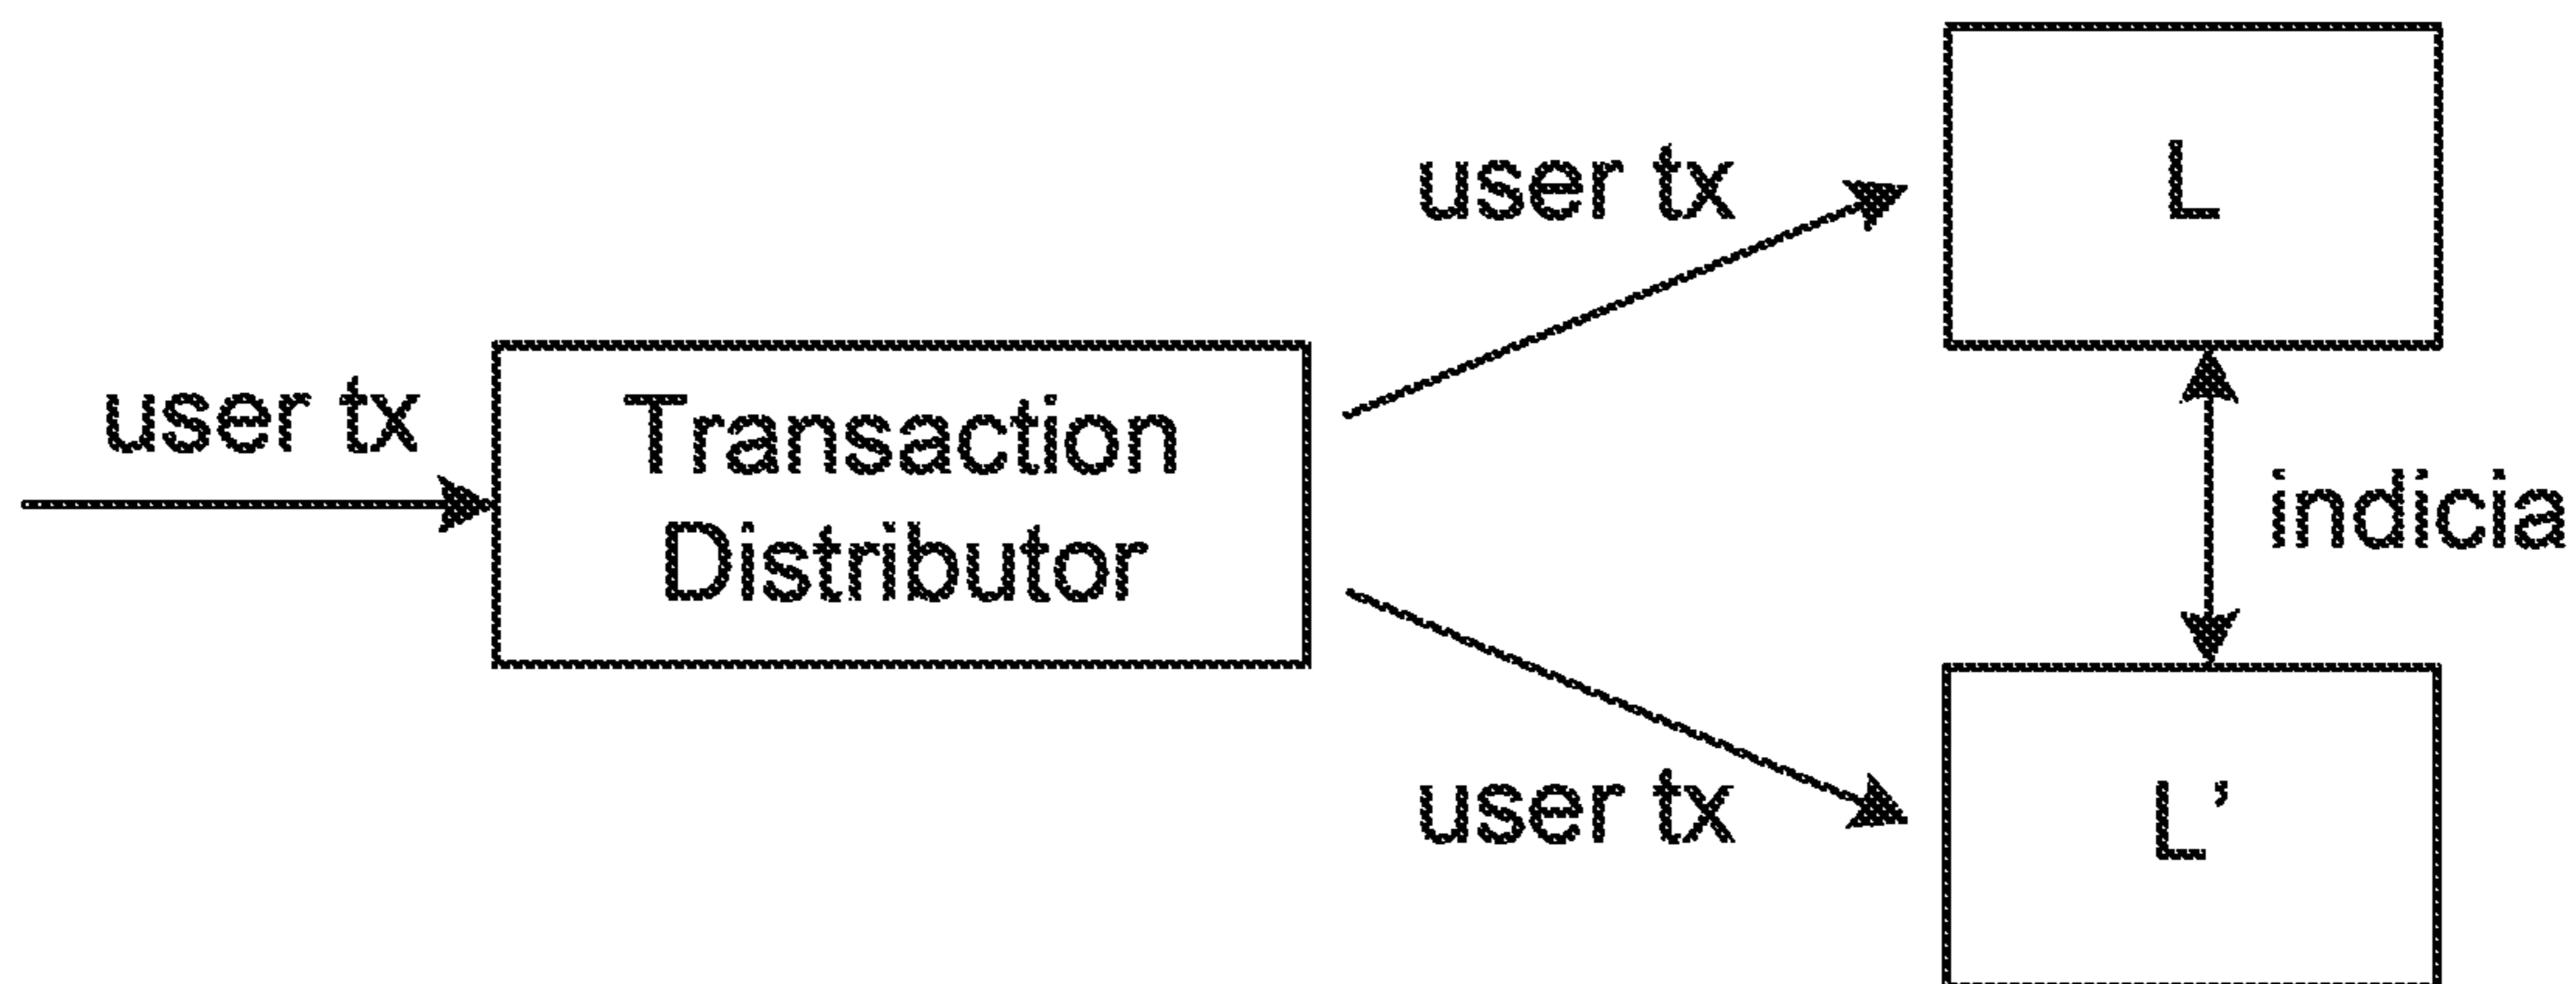 user tx
Transaction
Distributor
user tx
L
indicia
user tx
L’